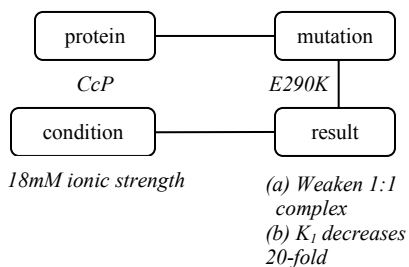 protein
mutation
CcP
E290K
condition
result
18mM ionic strength
(a) Weaken 1:1
complex
(b) K1 decreases
20-fold